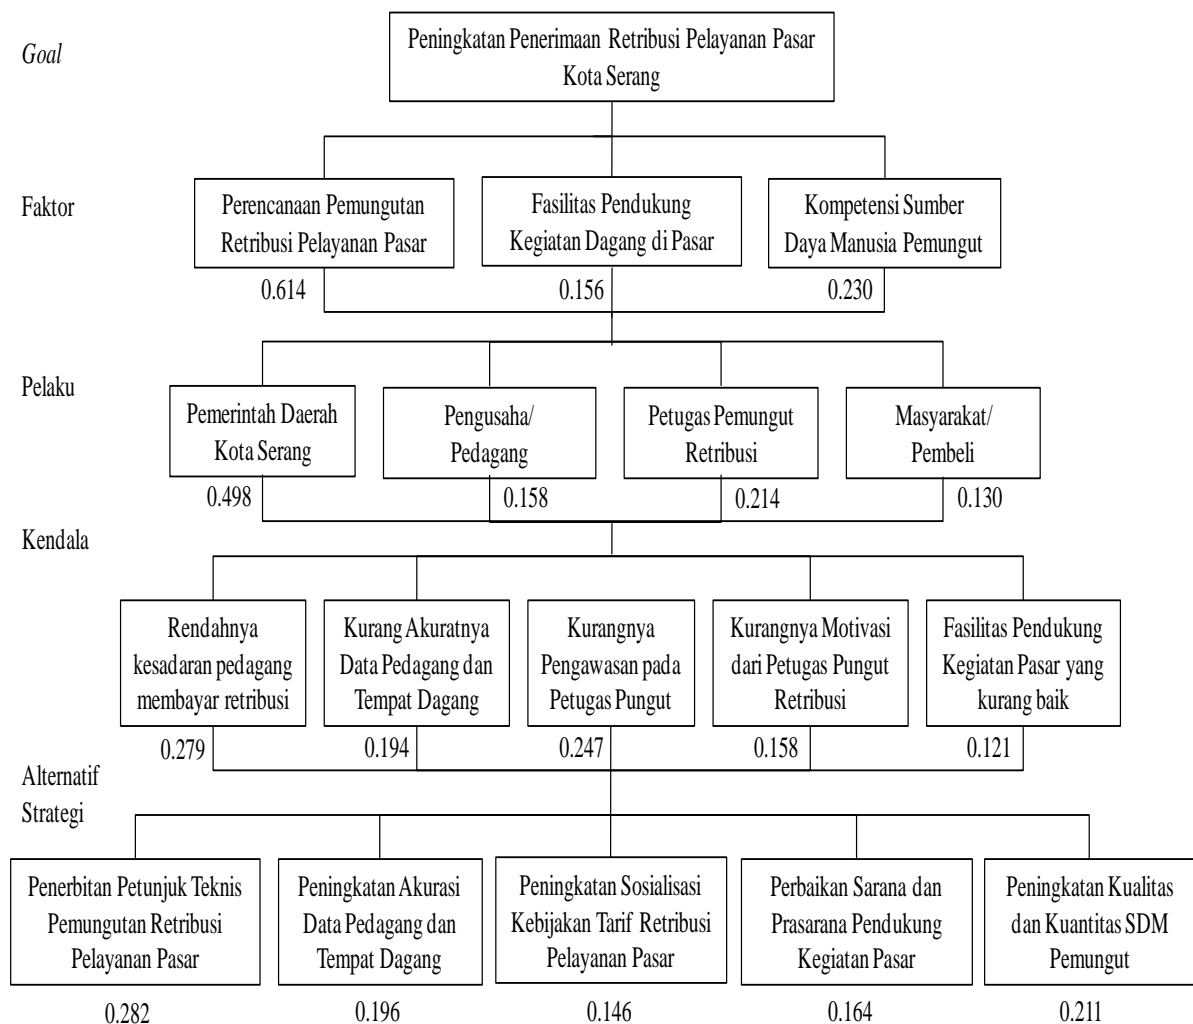 Goal
Peningkatan Penerimaan Retribusi Pelayanan Pasar
Kota Serang
Faktor
Perencanaan Pemungutan
Retribusi Pelayanan Pasar
0.614
Fasilitas Pendukung
Kegiatan Dagang di Pasar
0.156
Kompetensi Sumber
Daya Manusia Pemungut
0.230
Pelaku
Pemerintah Daerah
Kota Serang
0.498
Pengusaha/
Pedagang
0.158
Petugas Pemungut
Retribusi
0.214
Masyarakat/
Pembeli
0.130
Kendala
Rendahnya
kesadaran pedagang
membayar retribusi
0.279
Kurang Akuratnya
Data Pedagang dan
Tempat Dagang
0.194
Kurangnya
Pengawasan pada
Petugas Pungut
0.247
Kurangnya Motivasi
dari Petugas Pungut
Retribusi
0.158
Fasilitas Pendukung
Kegiatan Pasar yang
kurang baik
0.121
Alternatif
Strategi
Penerbitan Petunjuk Teknis
Pemungutan Retribusi
Pelayanan Pasar
0.282
Peningkatan Akurasi
Data Pedagang dan
Tempat Dagang
0.196
Peningkatan Sosialisasi
Kebijakan Tarif Retribusi
Pelayanan Pasar
0.146
Perbaikan Sarana dan
Prasarana Pendukung
Kegiatan Pasar
0.164
Peningkatan Kualitas
dan Kuantitas SDM
Pemungut
0.211